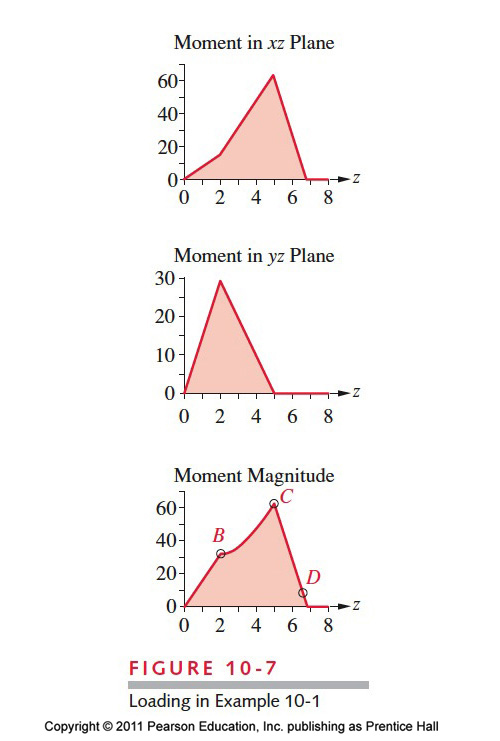 Moment in xz Plane
60
40
20
0
0 2 4 6 8 z
Moment in yz Plane
30
20
10
0
0 2 4 6 8 z
Moment Magnitude
60
40
20
0
B
C
D
0 2 4 6 8 z
FIGURE 10-7
Loading in Example 10-1
Copyright © 2011 Pearson Education, Inc. publishing as Prentice Hall